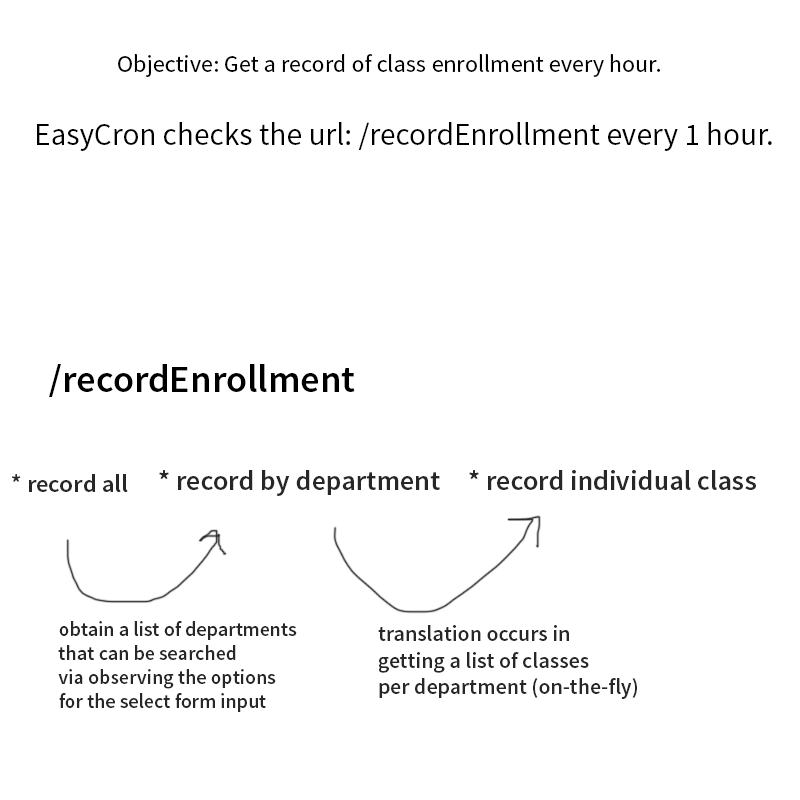 Objective: Get a record of class enrollment every hour.
EasyCron checks the url: /recordEnrollment every 1 hour.
/recordEnrollment
* record all
* record by department
* record individual class
obtain a list of departments
that can be searched
via observing the options
for the select form input
translation occurs in
getting a list of classes
per department (on-the-fly)